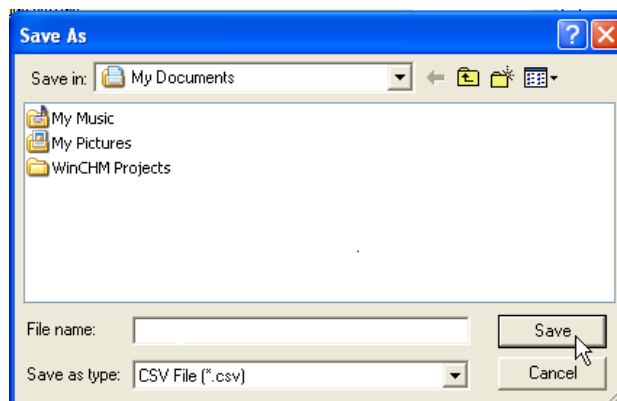 Save As
Save in: My Documents
My Music
My Pictures
WinCHM Projects
File name: Save
Save as type: CSV File (*.csv) Cancel